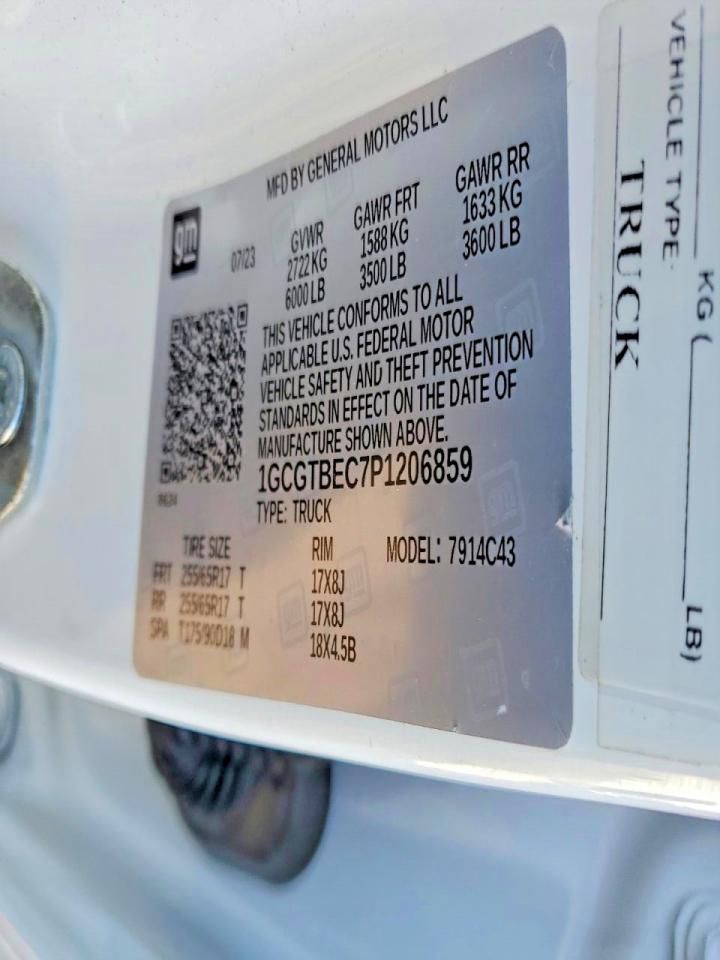 MFD BY GENERAL MOTORS LLC
gm
07/23
GVWR
2722 KG
6000 LB
GAWR FRT
1588 KG
3500 LB
GAWR RR
1633 KG
3600 LB
THIS VEHICLE CONFORMS TO ALL
APPLICABLE U.S. FEDERAL MOTOR
VEHICLE SAFETY AND THEFT PREVENTION
STANDARDS IN EFFECT ON THE DATE OF
MANUFACTURE SHOWN ABOVE.
1GCGTBEC7P1206859
TYPE: TRUCK
TIRE SIZE RIM MODEL: 7914C43
FRT 255/65R17 T 17X8J
RR 255/65R17 T 17X8J
SPA T175/90D18 M 18X4.5B
VEHICLE TYPE:
TRUCK
KG (
LB)